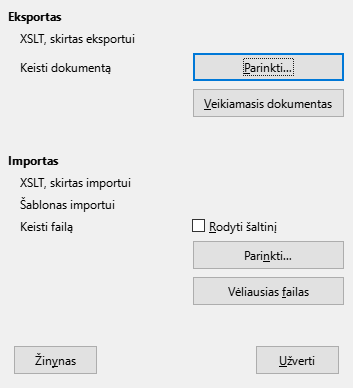 Eksportas
XSLT, skirtas eksportui
Keisti dokumentą
Parinkti...
Veikiamasis dokumentas
Importas
XSLT, skirtas importui
Šablonas importui
Keisti failą
Rodyti šaltinį
Parinkti...
Vėliausias failas
Žinynas
Užverti